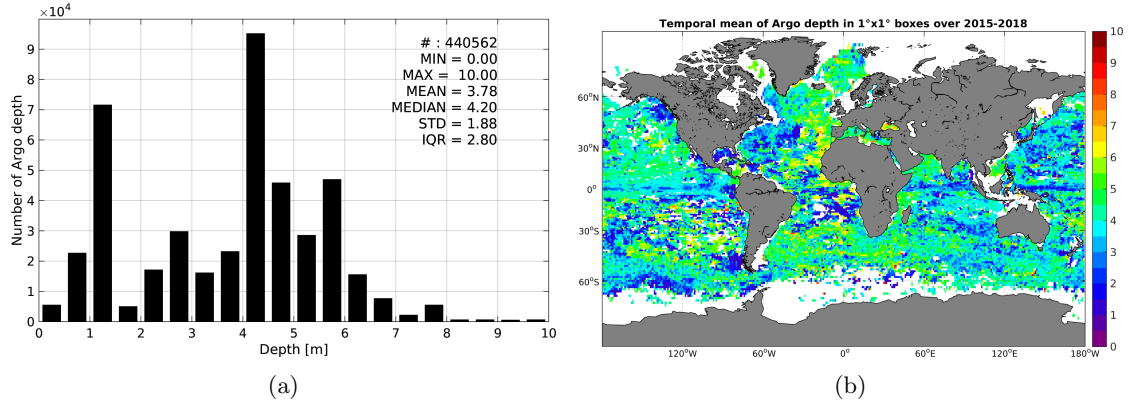 ×10⁴
9
8
7
6
5
4
3
2
1
0
Number of Argo depth
# : 440562
MIN = 0.00
MAX = 10.00
MEAN = 3.78
MEDIAN = 4.20
STD = 1.88
IQR = 2.80
0 1 2 3 4 5 6 7 8 9 10
Depth [m]
(a)
Temporal mean of Argo depth in 1°x1° boxes over 2015-2018
60°N
30°N
0°
30°S
60°S
120°W 60°W 0° 60°E 120°E 180°W
10
9
8
7
6
5
4
3
2
1
0
(b)